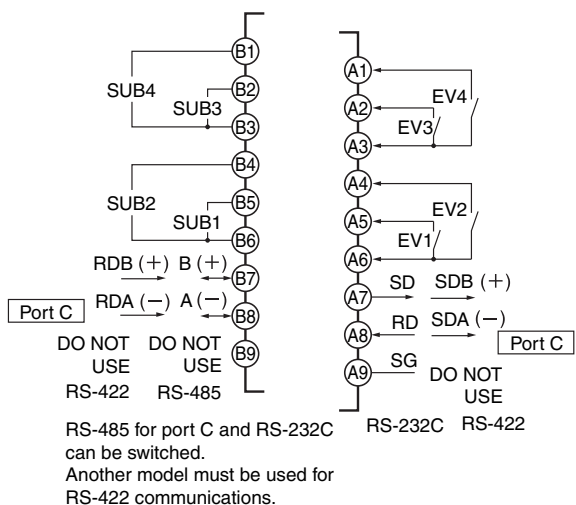 B1
SUB4
B2
SUB3
B3
B4
SUB2
B5
SUB1
B6
RDB (+) B (+)
B7
RDA (−) A (−)
Port C
B8
DO NOT USE
DO NOT USE
B9
RS-422 RS-485
A1
EV4
A2
EV3
A3
A4
EV2
A5
EV1
A6
A7
SD SDB (+)
A8
RD SDA (−)
Port C
A9
SG
DO NOT USE
RS-232C RS-422
RS-485 for port C and RS-232C
can be switched.
Another model must be used for
RS-422 communications.